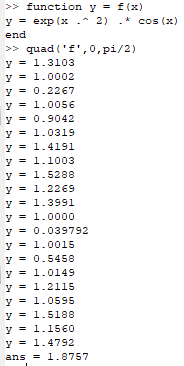 >> function y = f(x)
y = exp(x .^ 2) .* cos(x)
end
>> quad('f',0,pi/2)
y = 1.3103
y = 1.0002
y = 0.2267
y = 1.0056
y = 0.9042
y = 1.0319
y = 1.4191
y = 1.1003
y = 1.5288
y = 1.2269
y = 1.3991
y = 1.0000
y = 0.039792
y = 1.0015
y = 0.5458
y = 1.0149
y = 1.2115
y = 1.0595
y = 1.5188
y = 1.1560
y = 1.4792
ans = 1.8757